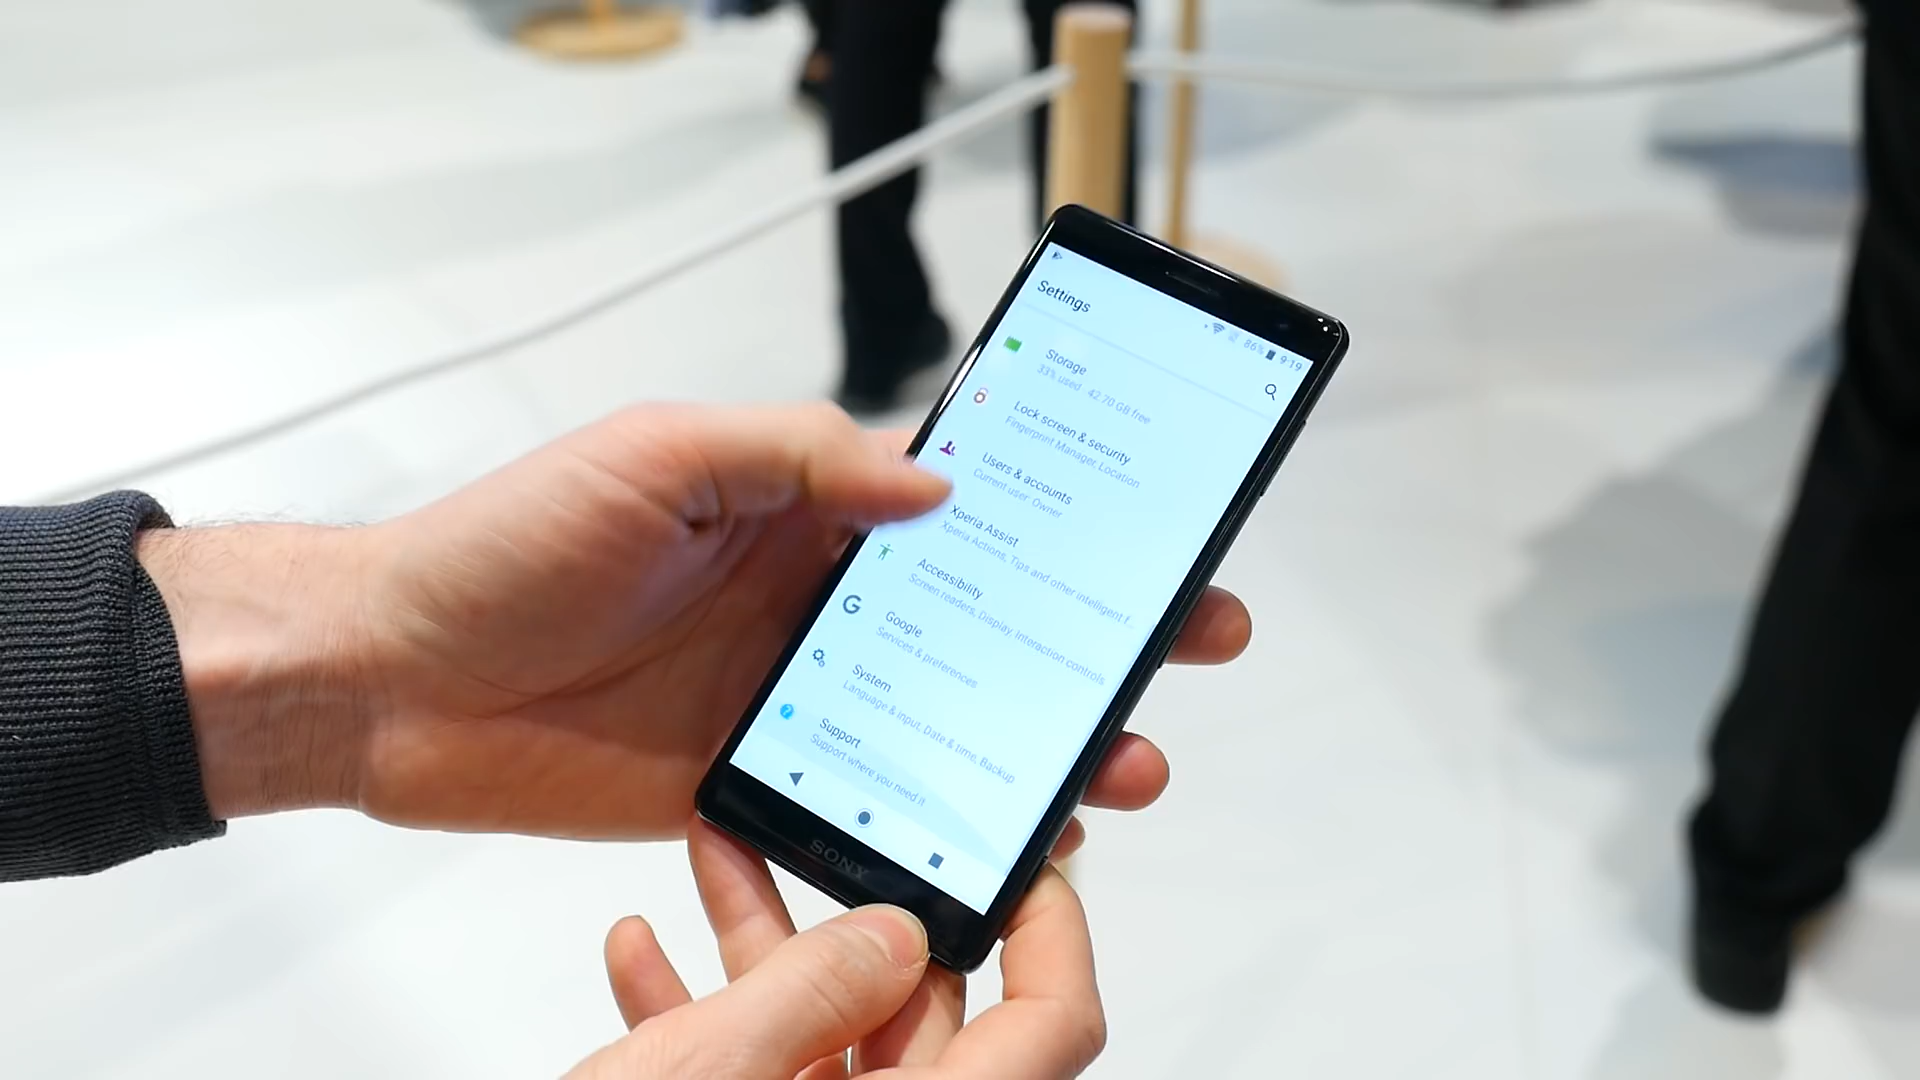 86% 9:19
Settings
Storage
33% used - 42.70 GB free
Lock screen & security
Fingerprint Manager, Location
Users & accounts
Current user: Owner
Xperia Assist
Xperia Actions, Tips and other intelligent f...
Accessibility
Screen readers, Display, Interaction controls
Google
Services & preferences
System
Language & input, Date & time, Backup
Support
Support where you need it
SONY